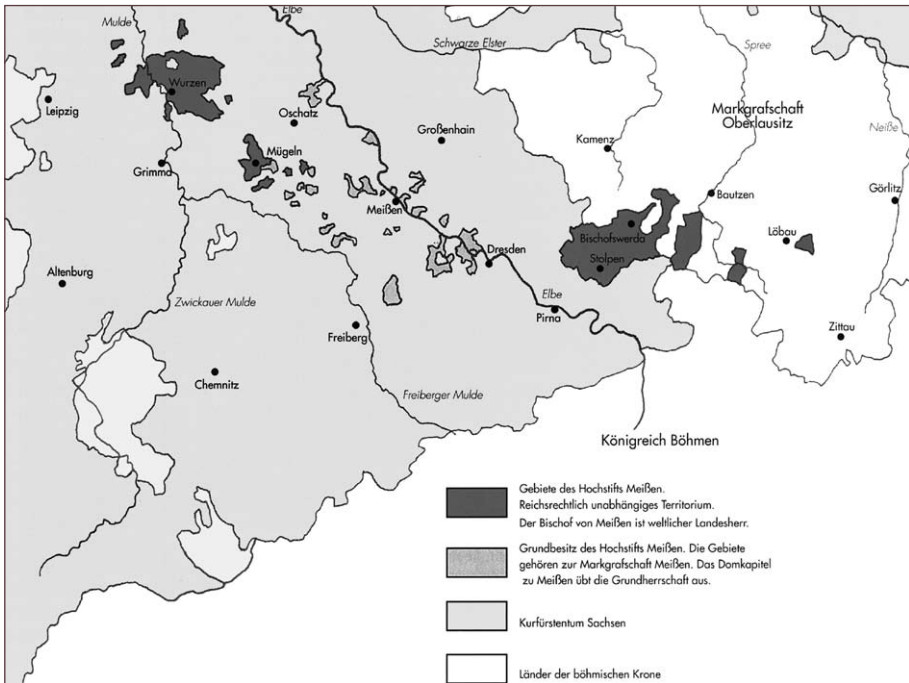 Mulde
Elbe
Schwarze Elster
Spree
Wurzen
Leipzig
Oschatz
Großenhain
Markgrafschaft
Oberlausitz
Kamenz
Neiße
Mügeln
Grimma
Bautzen
Görlitz
Meißen
Bischofswerda
Löbau
Dresden
Stolpen
Altenburg
Zwickauer Mulde
Elbe
Pirna
Freiberg
Zittau
Chemnitz
Freiberger Mulde
Königreich Böhmen
Gebiete des Hochstifts Meißen.
Reichsrechtlich unabhängiges Territorium.
Der Bischof von Meißen ist weltlicher Landesherr.
Grundbesitz des Hochstifts Meißen. Die Gebiete
gehören zur Markgrafschaft Meißen. Das Domkapitel
zu Meißen übt die Grundherrschaft aus.
Kurfürstentum Sachsen
Länder der böhmischen Krone